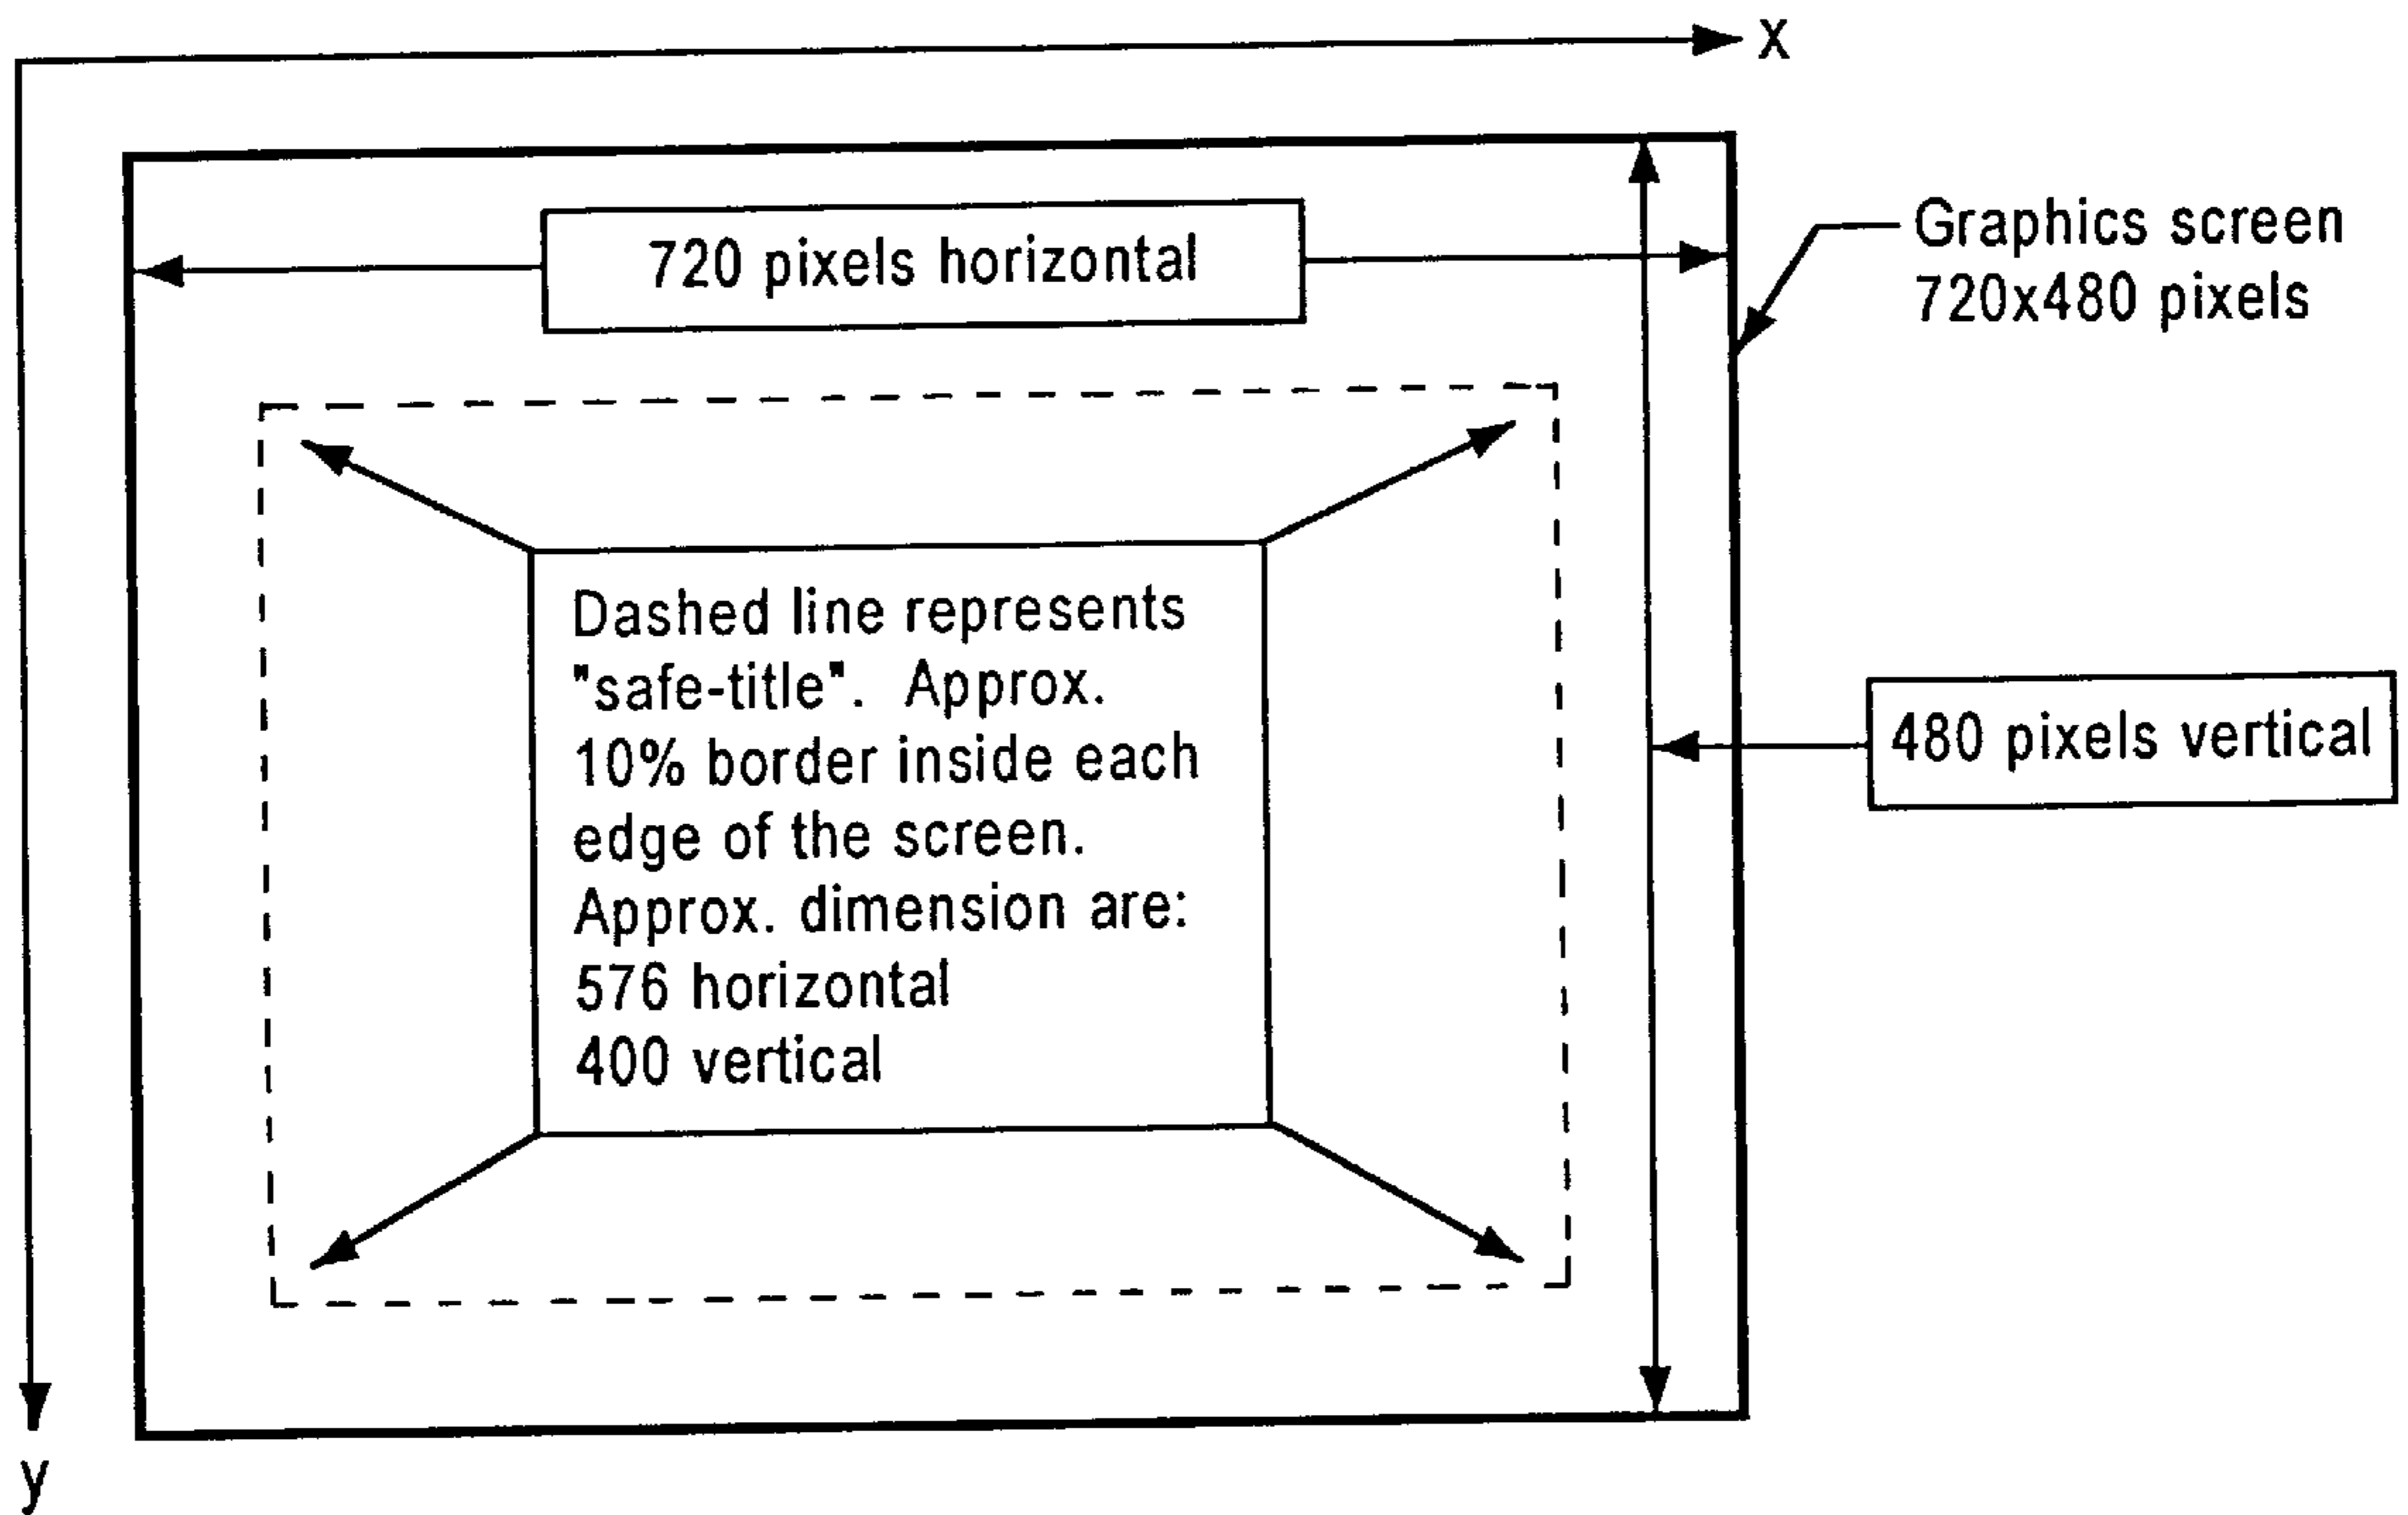 x
720 pixels horizontal
Graphics screen
720x480 pixels
Dashed line represents
"safe-title".  Approx.
10% border inside each
edge of the screen.
Approx. dimension are:
576 horizontal
400 vertical
480 pixels vertical
y